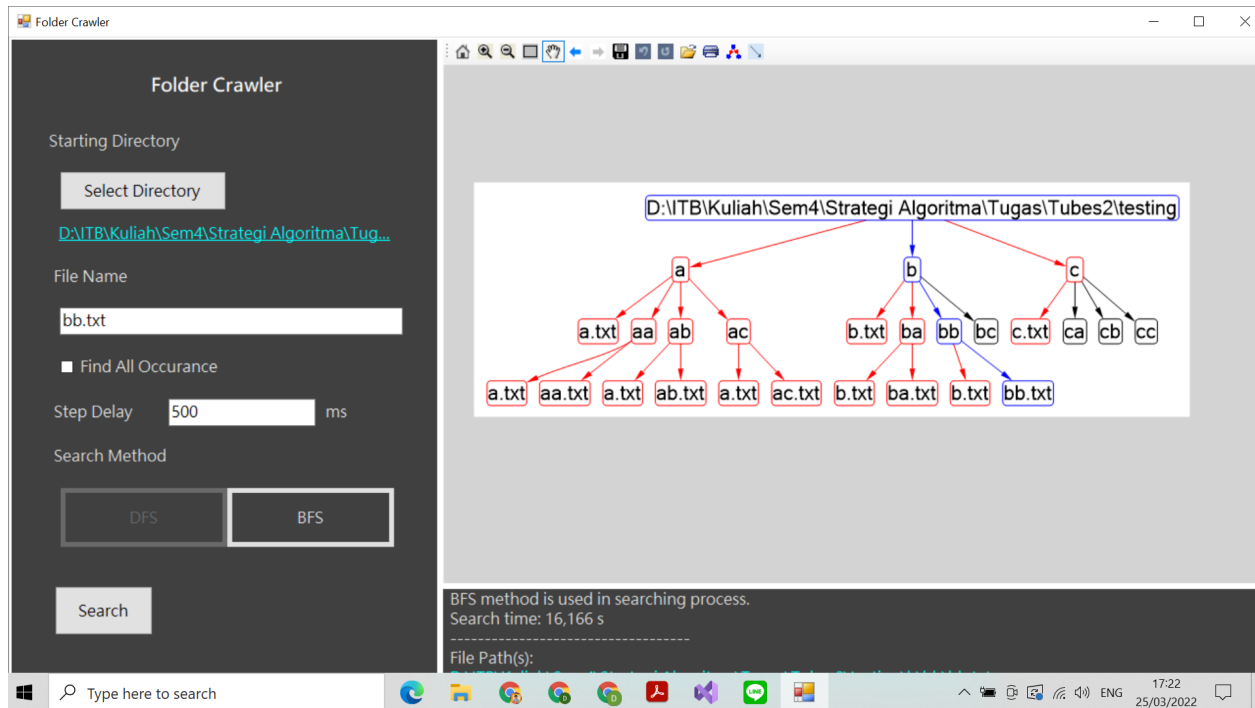 Folder Crawler
Folder Crawler
Starting Directory
Select Directory
D:\ITB\Kuliah\Sem4\Strategi Algoritma\Tug...
File Name
bb.txt
Find All Occurance
Step Delay 500 ms
Search Method
DFS BFS
Search
D:\ITB\Kuliah\Sem4\Strategi Algoritma\Tugas\Tubes2\testing
a b c
a.txt aa ab ac b.txt ba bb bc c.txt ca cb cc
a.txt aa.txt a.txt ab.txt a.txt ac.txt b.txt ba.txt b.txt bb.txt
BFS method is used in searching process.
Search time: 16,166 s
-----------------------------------
File Path(s):
Type here to search
LINE
ENG
17:22
25/03/2022